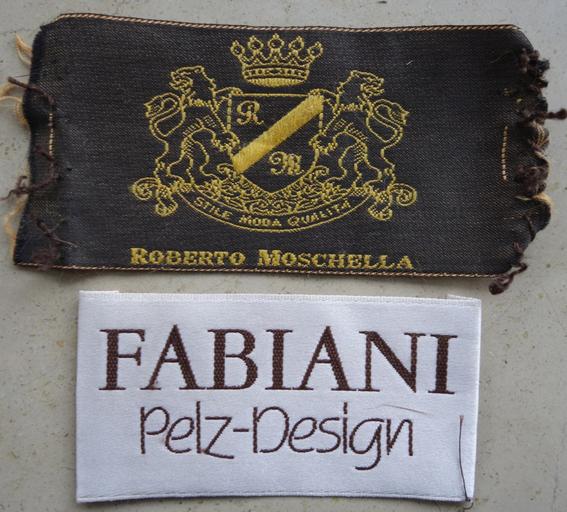 R
M
STILE MODA QUALITÀ
ROBERTO MOSCHELLA
FABIANI
Pelz-Design